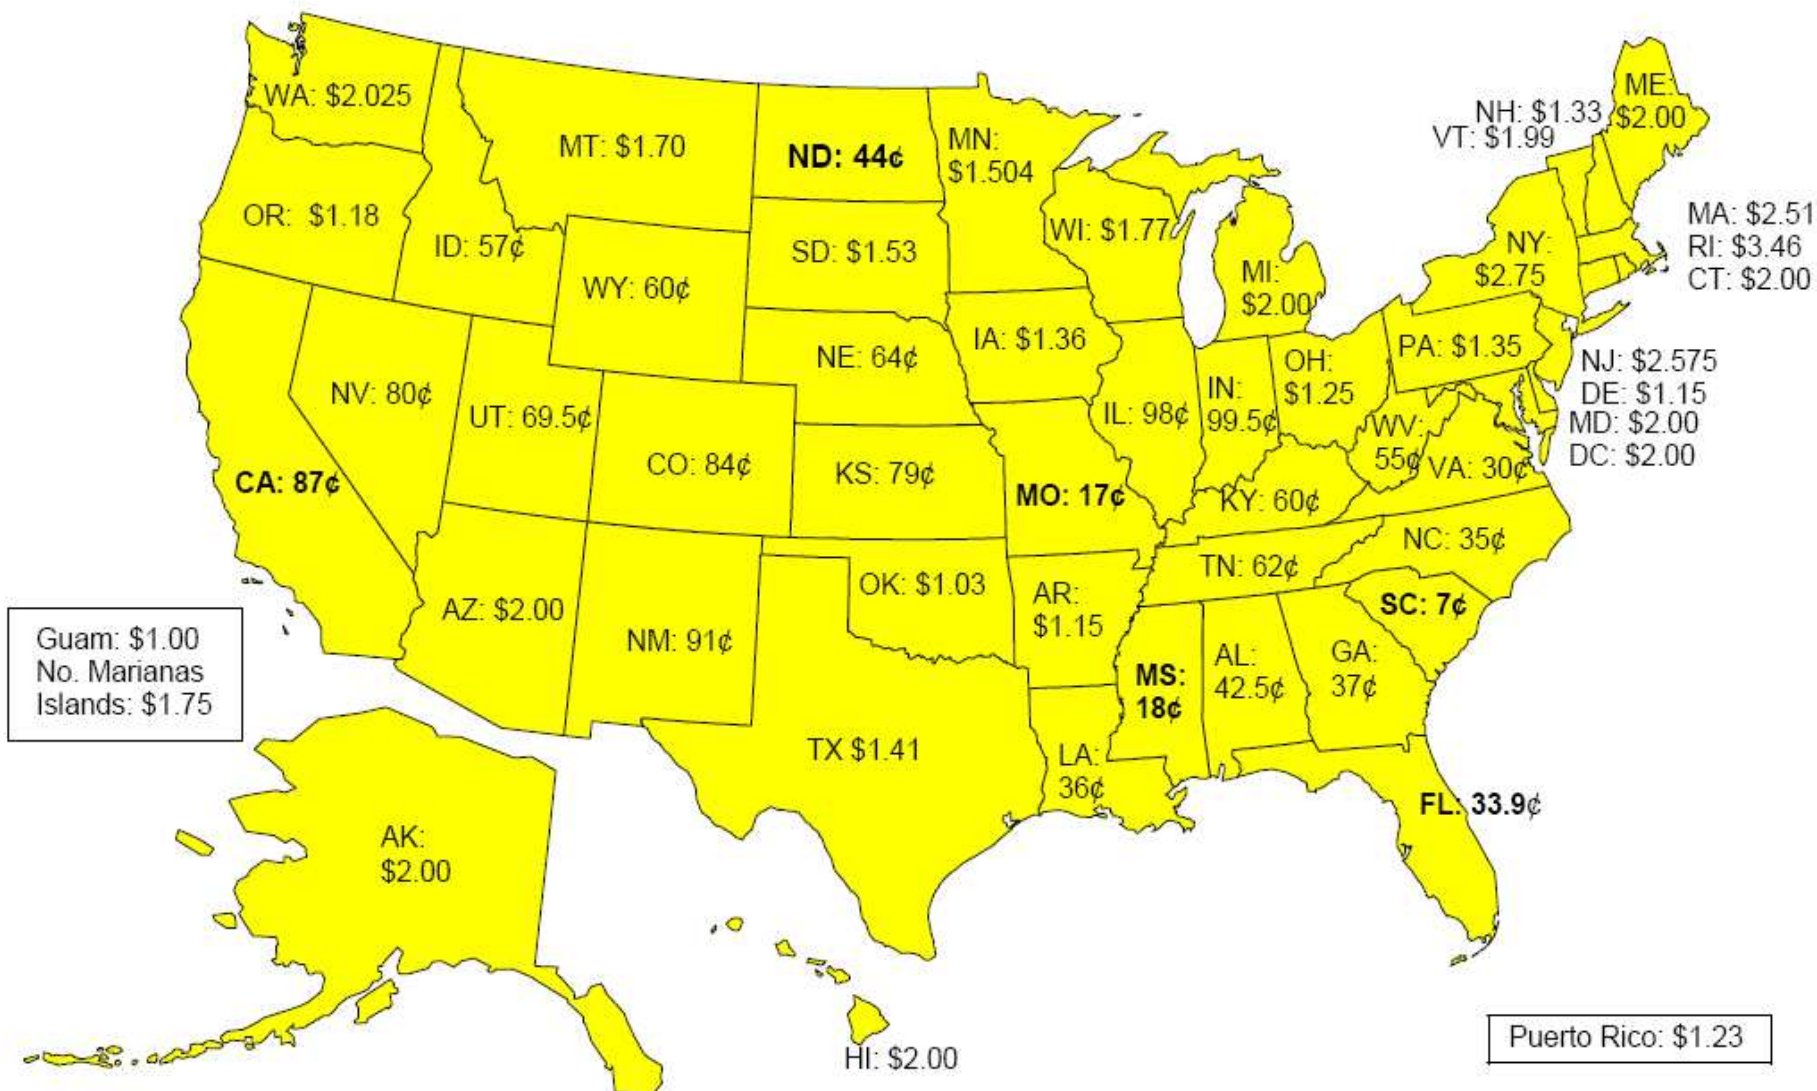 WA: $2.025
MT: $1.70
ND: 44¢
MN:
$1.504
NH: $1.33
VT: $1.99
ME:
$2.00
OR: $1.18
ID: 57¢
WY: 60¢
SD: $1.53
WI: $1.77
MI:
$2.00
NY:
$2.75
MA: $2.51
RI: $3.46
CT: $2.00
NV: 80¢
UT: 69.5¢
NE: 64¢
IA: $1.36
IL: 98¢
IN:
99.5¢
OH:
$1.25
PA: $1.35
NJ: $2.575
DE: $1.15
MD: $2.00
DC: $2.00
CA: 87¢
CO: 84¢
KS: 79¢
MO: 17¢
KY: 60¢
WV:
55¢
VA: 30¢
AZ: $2.00
NM: 91¢
OK: $1.03
AR:
$1.15
TN: 62¢
NC: 35¢
SC: 7¢
Guam: $1.00
No. Marianas
Islands: $1.75
TX $1.41
LA:
36¢
MS:
18¢
AL:
42.5¢
GA:
37¢
FL: 33.9¢
AK:
$2.00
HI: $2.00
Puerto Rico: $1.23